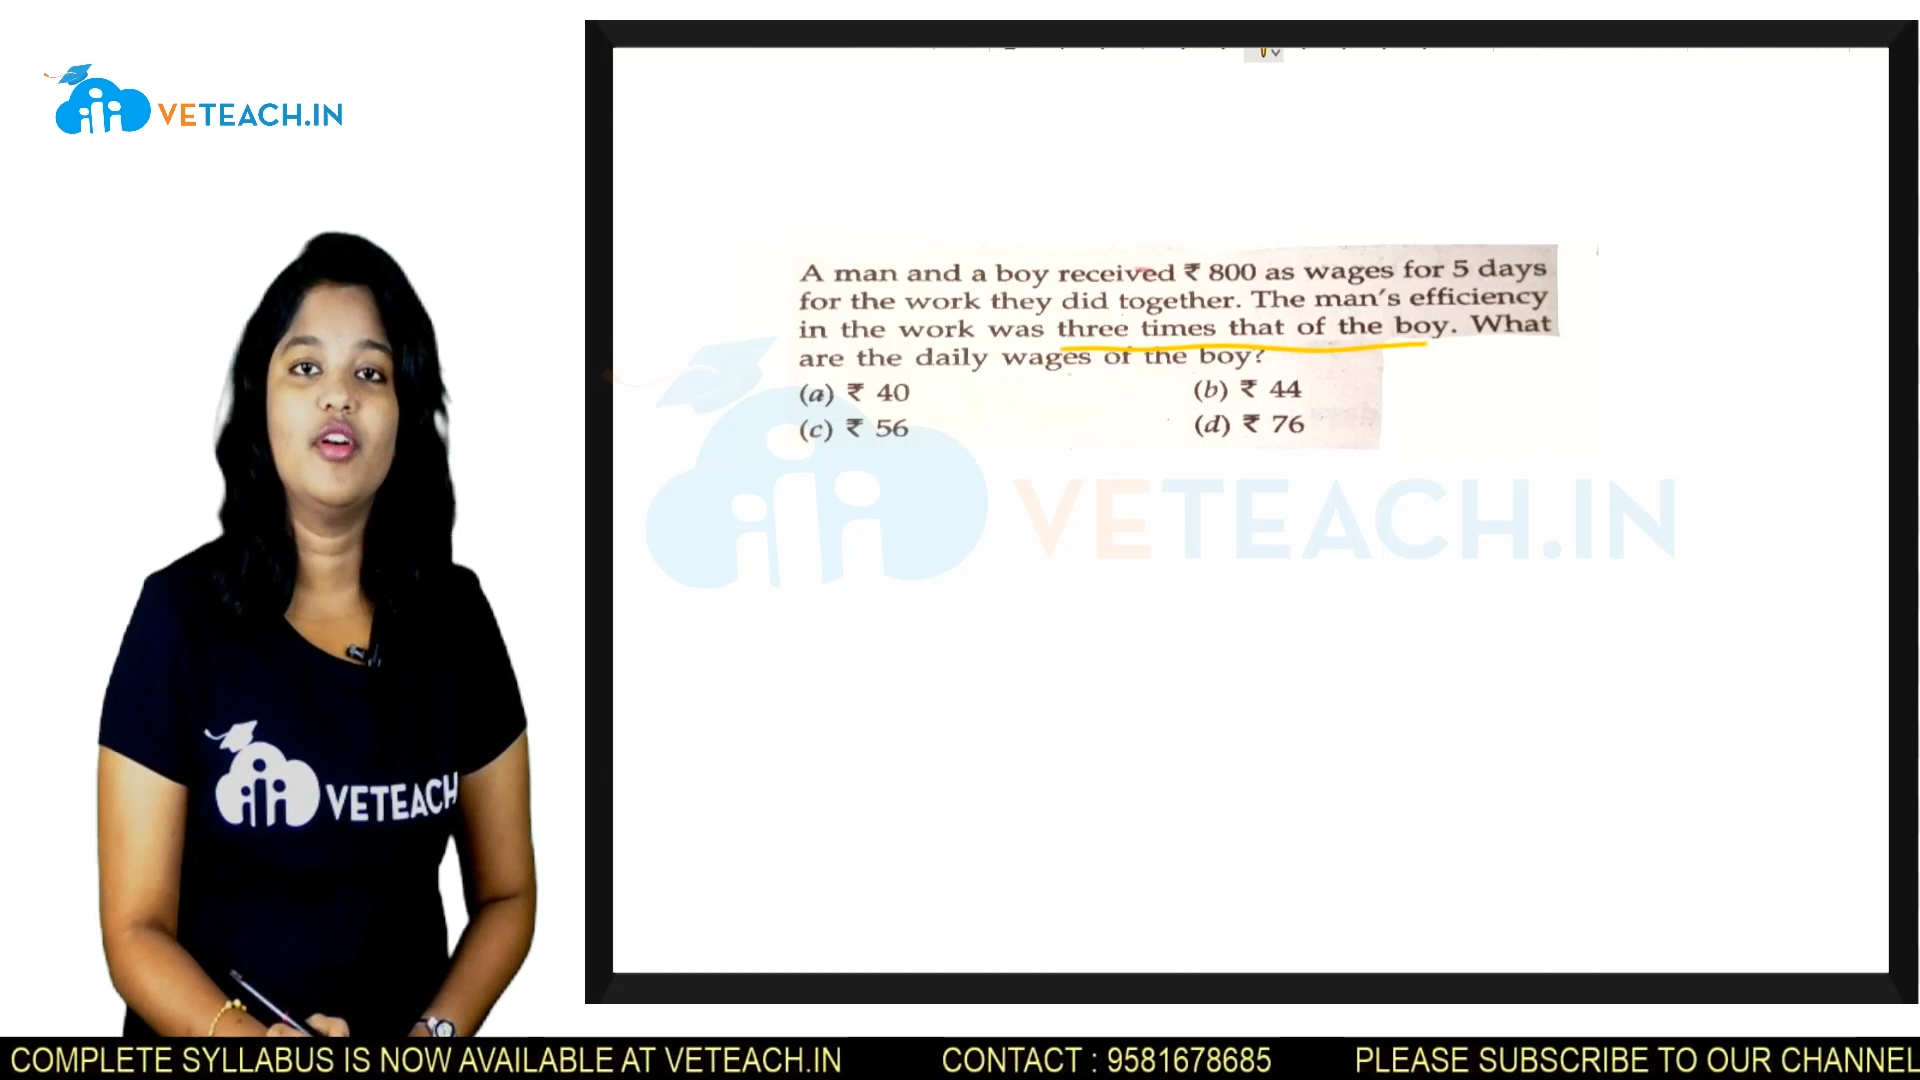 VETEACH.IN
A man and a boy received ₹ 800 as wages for 5 days
for the work they did together. The man's efficiency
in the work was three times that of the boy. What
are the daily wages of the boy?
(a) ₹ 40 (b) ₹ 44
(c) ₹ 56 (d) ₹ 76
VETEACH.IN
VETEACH
COMPLETE SYLLABUS IS NOW AVAILABLE AT VETEACH.IN CONTACT : 9581678685 PLEASE SUBSCRIBE TO OUR CHANNEL